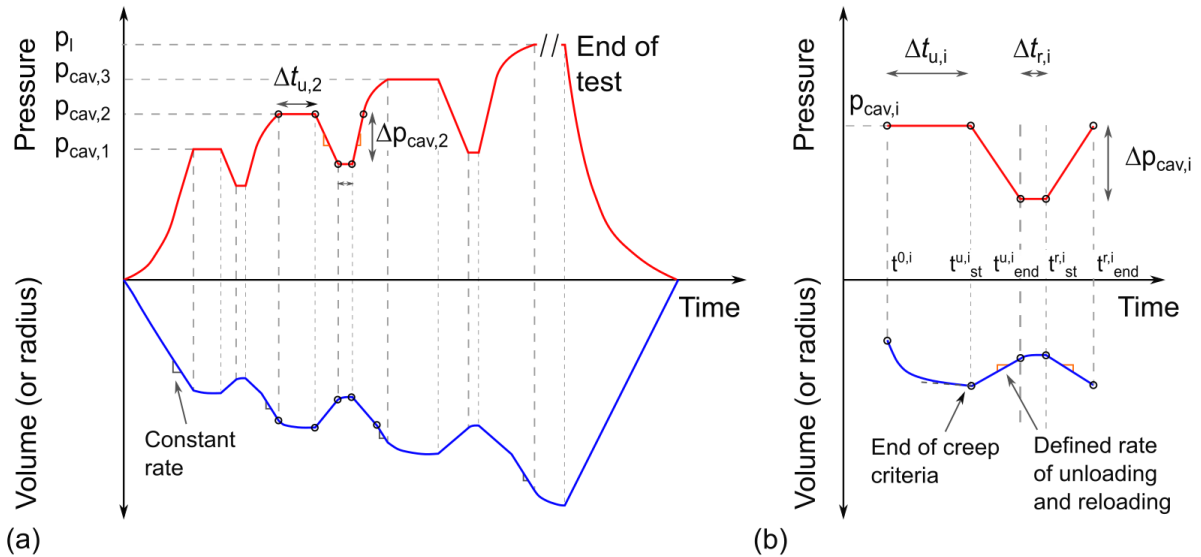 Pressure
p_l
p_cav,3
p_cav,2
p_cav,1
Δt_u,2
Δp_cav,2
//
End of
test
Time
Volume (or radius)
Constant
rate
(a)
Pressure
Δt_u,i
Δt_r,i
p_cav,i
Δp_cav,i
t^0,i
t^u,i_st
t^u,i_end
t^r,i_st
t^r,i_end
Time
Volume (or radius)
End of creep
criteria
Defined rate
of unloading
and reloading
(b)